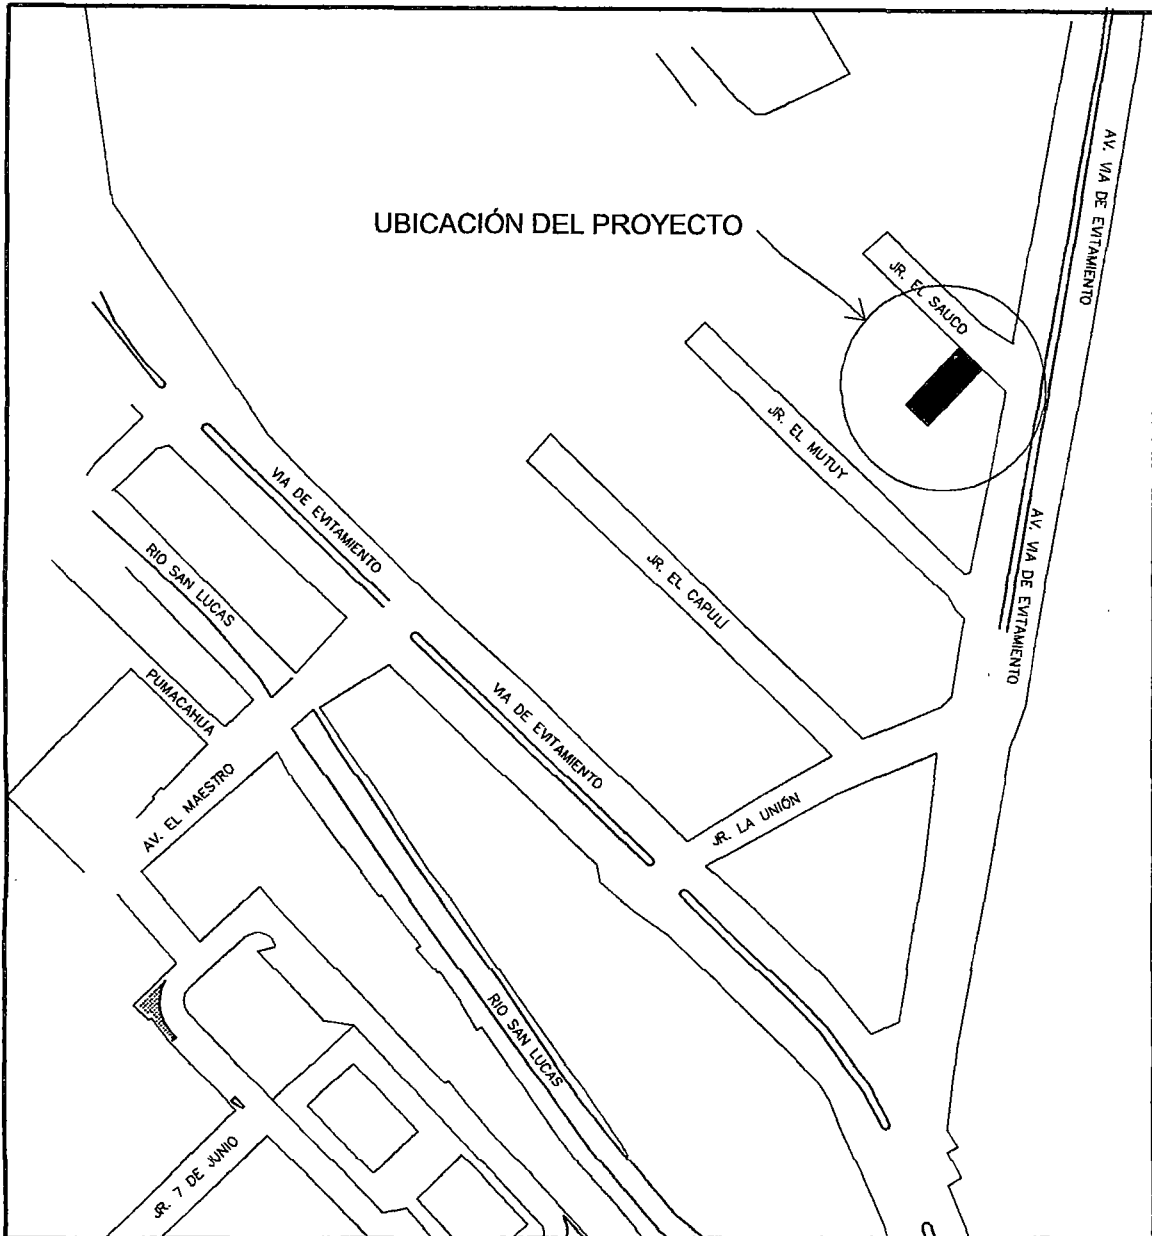 AV. VIA DE EVITAMIENTO
UBICACIÓN DEL PROYECTO
JR. EL SAUCO
JR. EL MUTUY
VIA DE EVITAMIENTO
AV. VIA DE EVITAMIENTO
RIO SAN LUCAS
JR. EL CAPULI
PUMACAHUA
VIA DE EVITAMIENTO
AV. EL MAESTRO
JR. LA UNIÓN
RIO SAN LUCAS
JR. 7 DE JUNIO